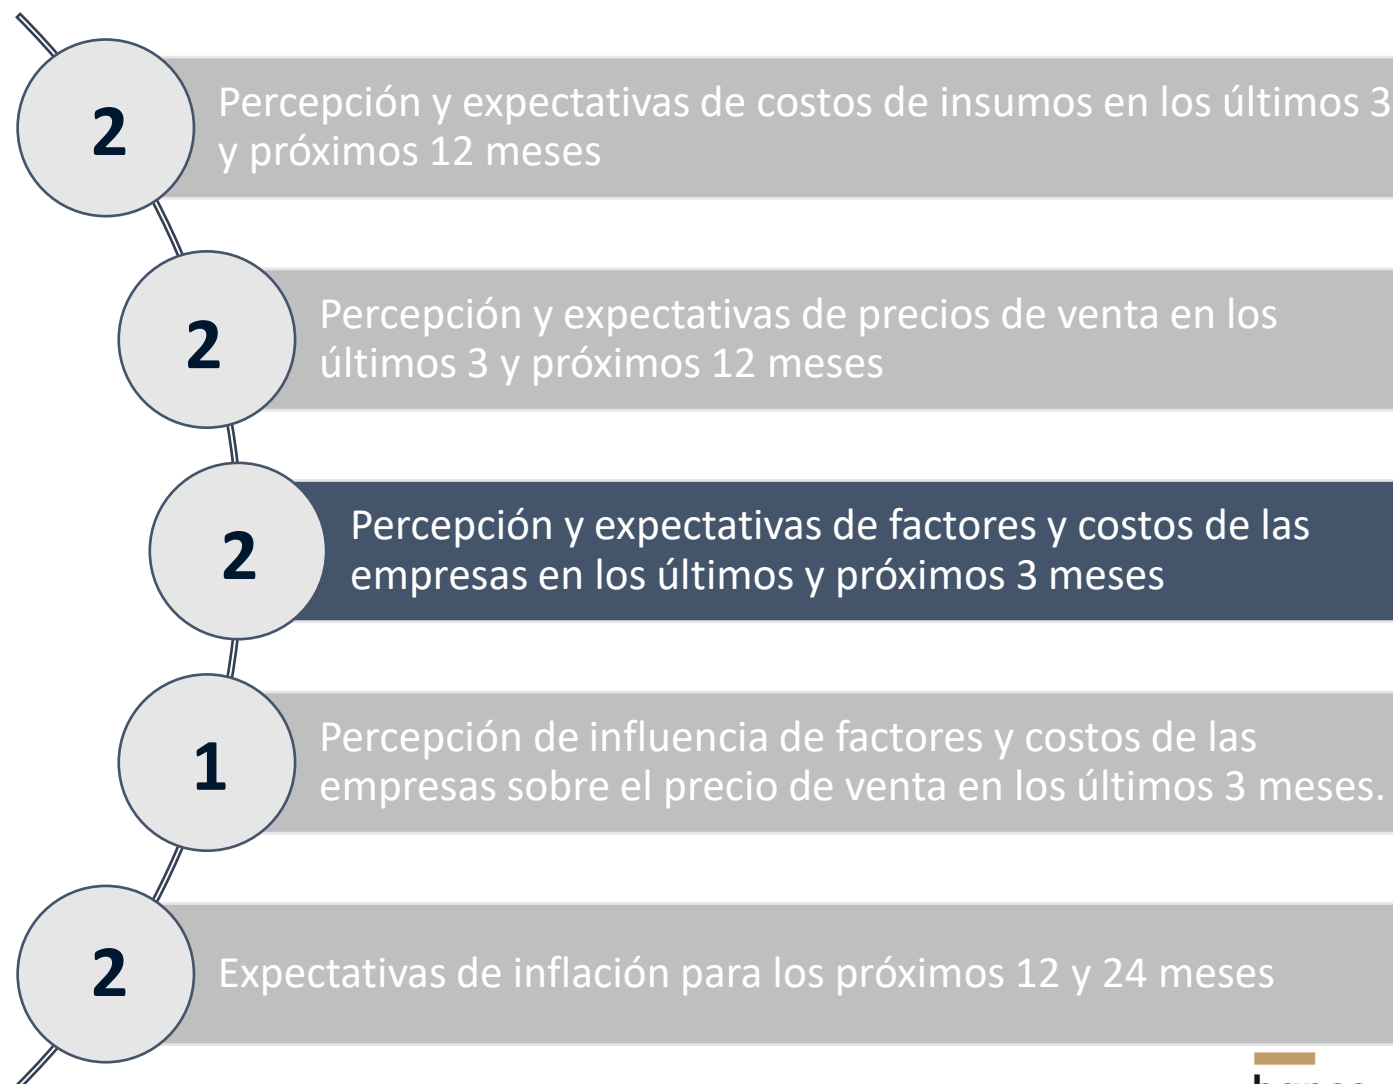 2
Percepción y expectativas de costos de insumos en los últimos 3
y próximos 12 meses
2
Percepción y expectativas de precios de venta en los
últimos 3 y próximos 12 meses
2
Percepción y expectativas de factores y costos de las
empresas en los últimos y próximos 3 meses
1
Percepción de influencia de factores y costos de las
empresas sobre el precio de venta en los últimos 3 meses.
2
Expectativas de inflación para los próximos 12 y 24 meses